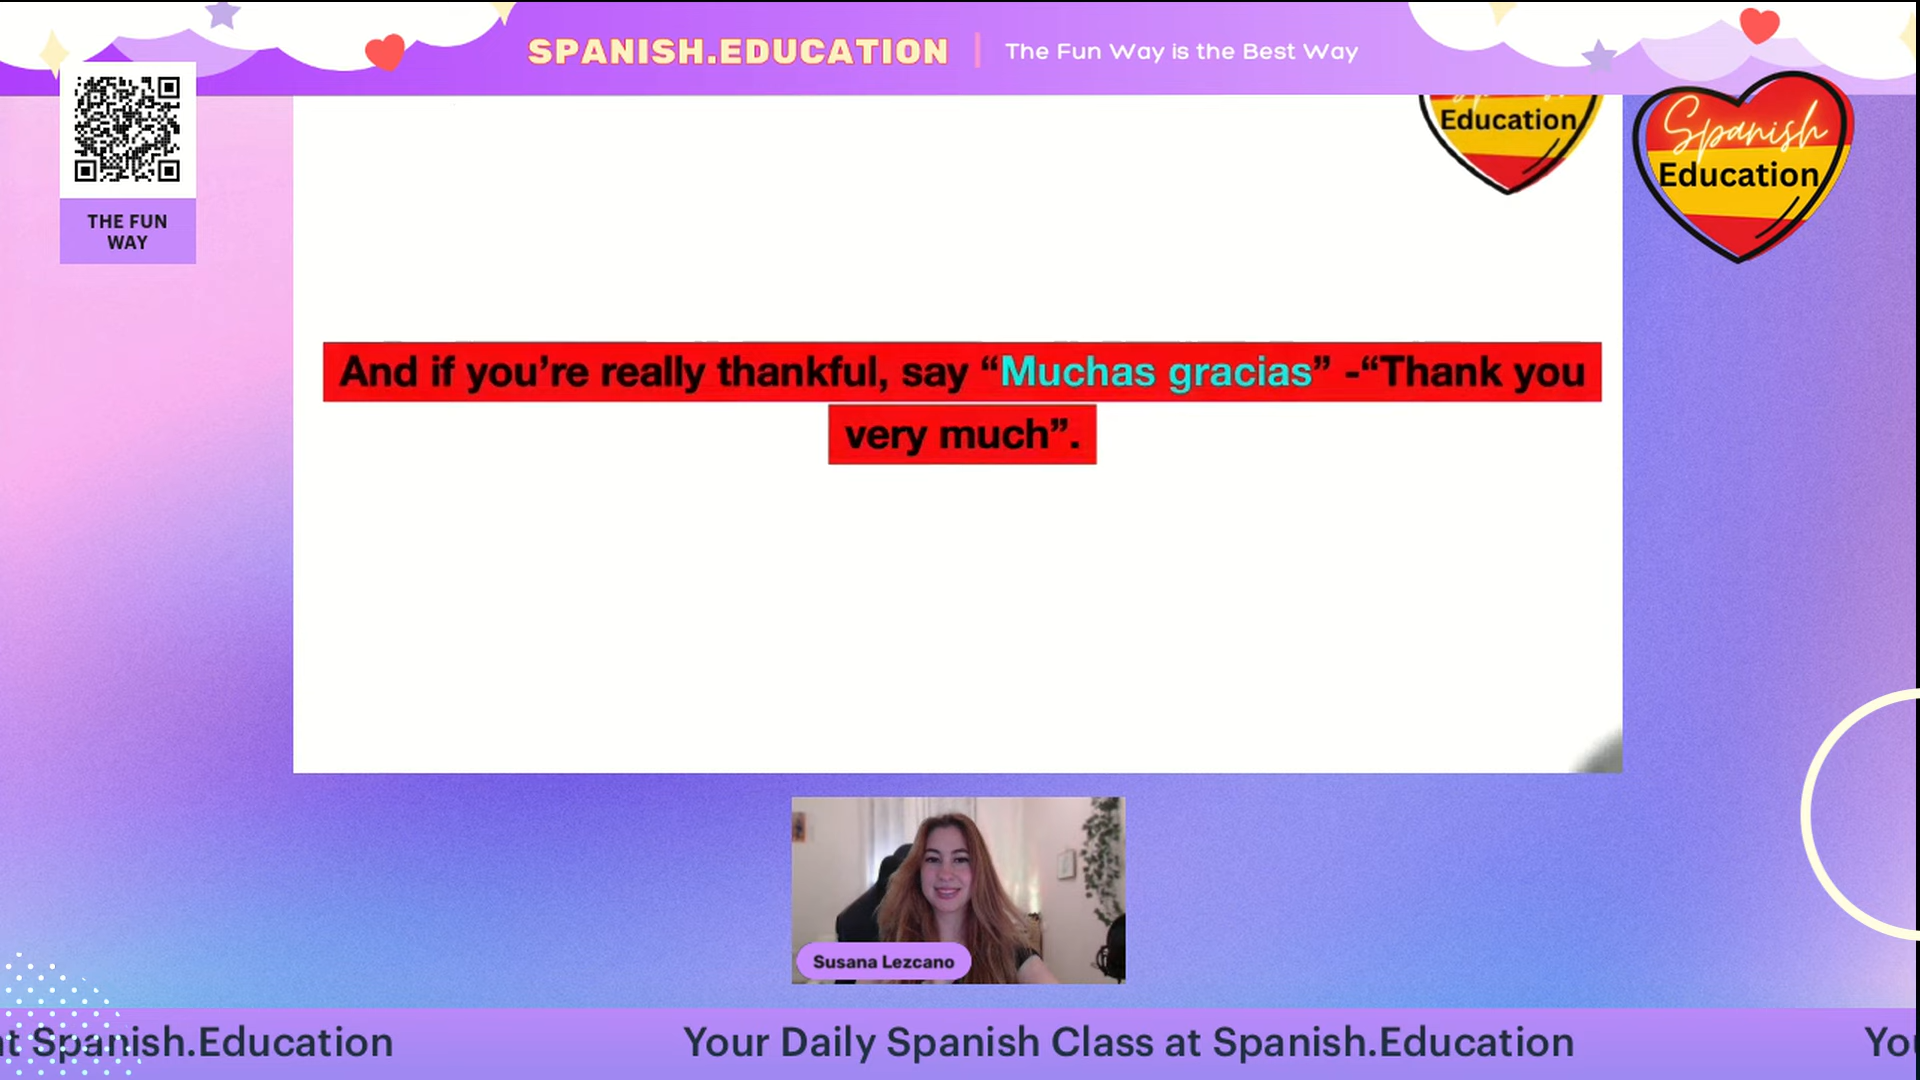 SPANISH.EDUCATION | The Fun Way is the Best Way
THE FUN
WAY
Education
Spanish
Education
And if you’re really thankful, say “Muchas gracias” -“Thank you
very much”.
Susana Lezcano
Spanish.Education
Your Daily Spanish Class at Spanish.Education